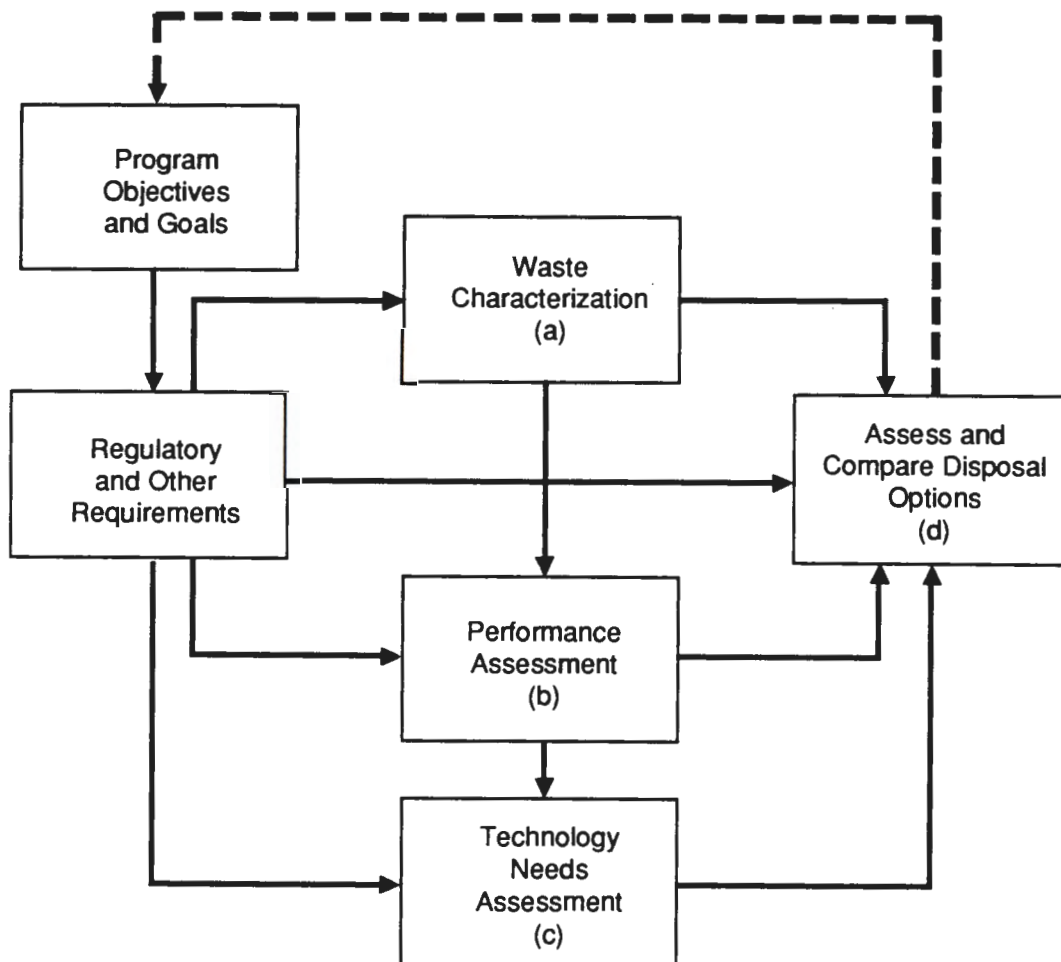 Program
Objectives
and Goals
Waste
Characterization
(a)
Regulatory
and Other
Requirements
Assess and
Compare Disposal
Options
(d)
Performance
Assessment
(b)
Technology
Needs
Assessment
(c)